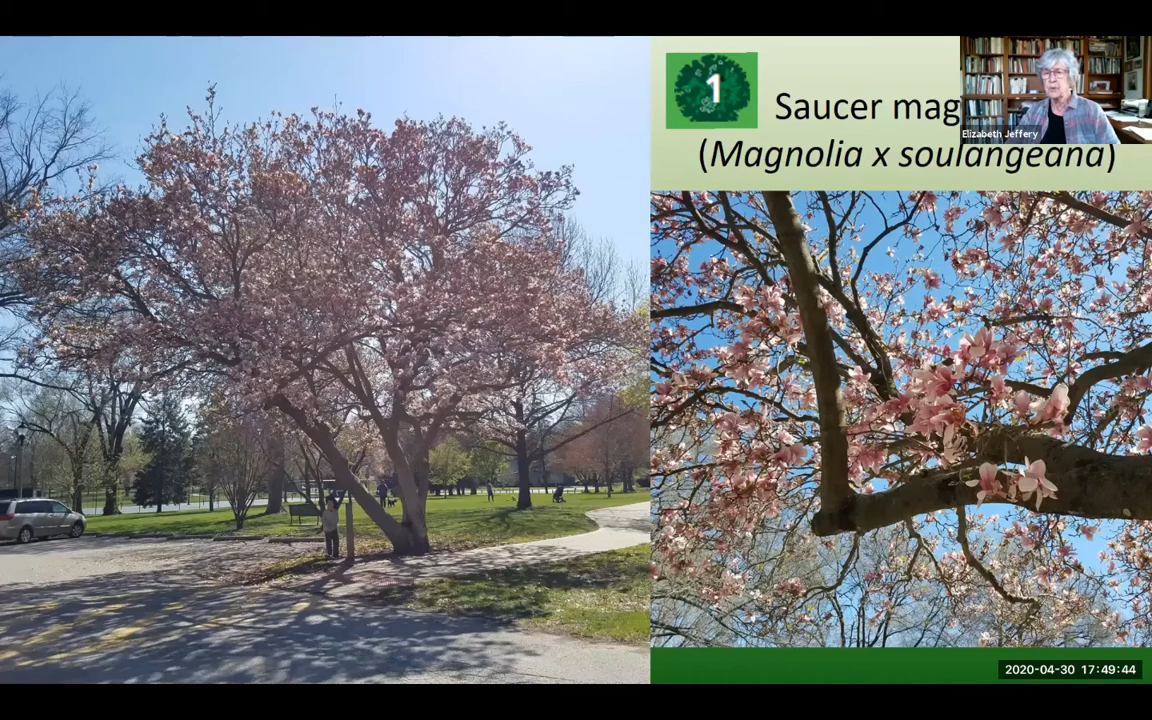 1
Saucer mag
(Magnolia x soulangeana)
Elizabeth Jeffery
2020-04-30 17:49:44